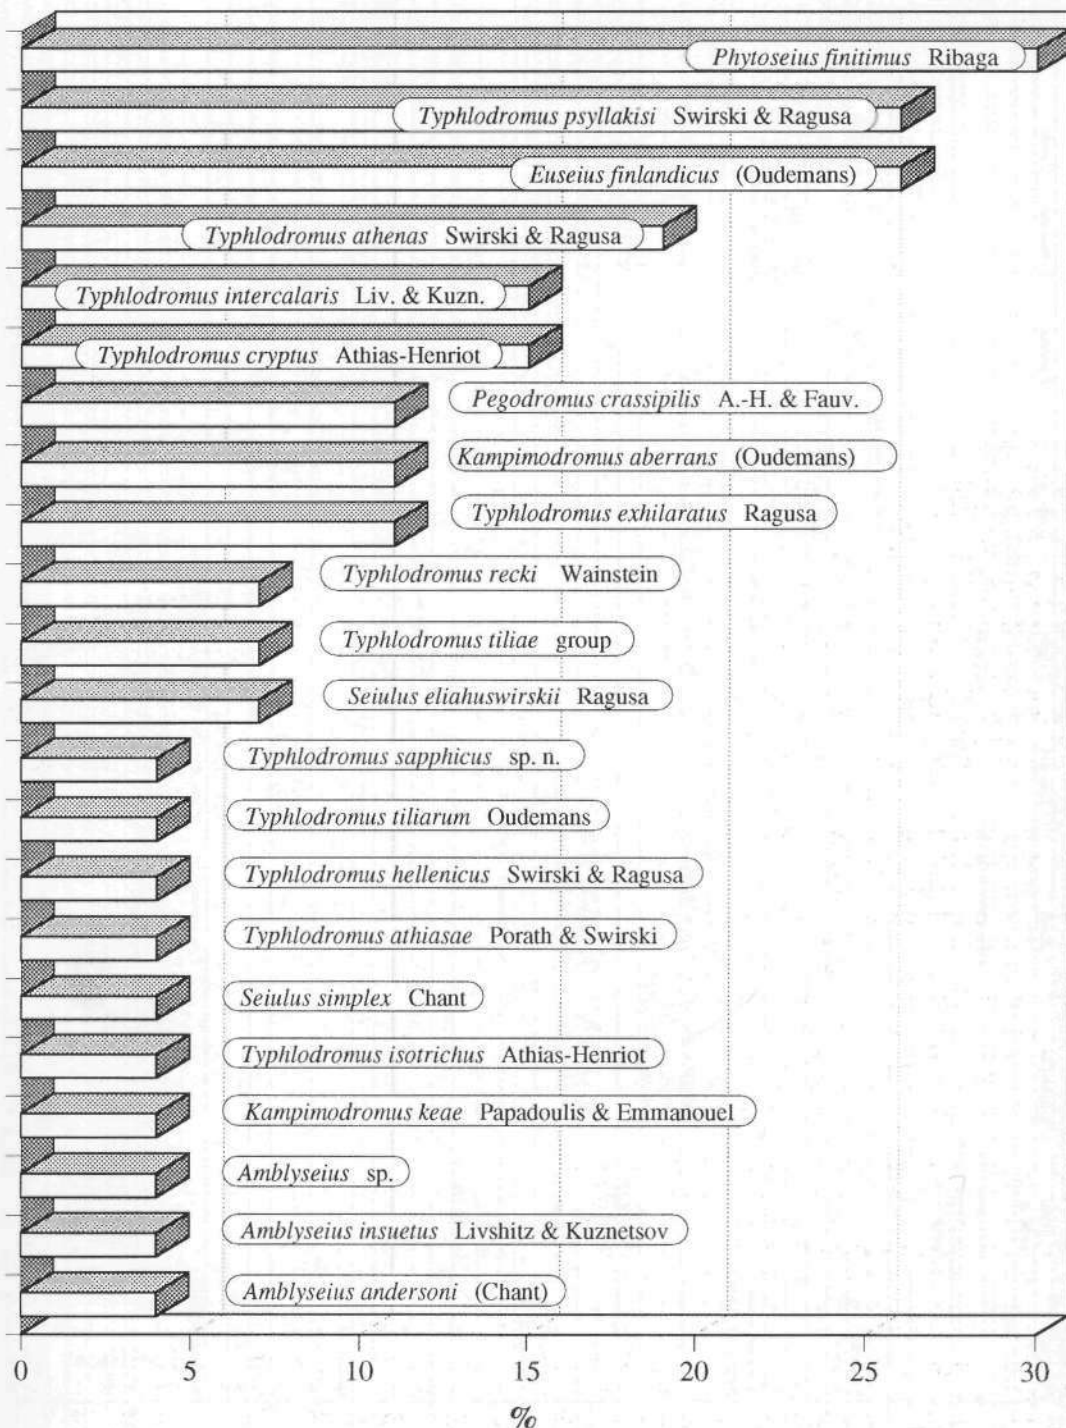 Phytoseius finitimus Ribaga
Typhlodromus psyllakisi Swirski & Ragusa
Euseius finlandicus (Oudemans)
Typhlodromus athenas Swirski & Ragusa
Typhlodromus intercalaris Liv. & Kuzn.
Typhlodromus cryptus Athias-Henriot
Pegodromus crassipilis A.-H. & Fauv.
Kampimodromus aberrans (Oudemans)
Typhlodromus exhilaratus Ragusa
Typhlodromus recki Wainstein
Typhlodromus tiliae group
Seiulus eliahuswirskii Ragusa
Typhlodromus sapphicus sp. n.
Typhlodromus tiliarum Oudemans
Typhlodromus hellenicus Swirski & Ragusa
Typhlodromus athiasae Porath & Swirski
Seiulus simplex Chant
Typhlodromus isotrichus Athias-Henriot
Kampimodromus keae Papadoulis & Emmanouel
Amblyseius sp.
Amblyseius insuetus Livshitz & Kuznetsov
Amblyseius andersoni (Chant)
0 5 10 15 20 25 30
%